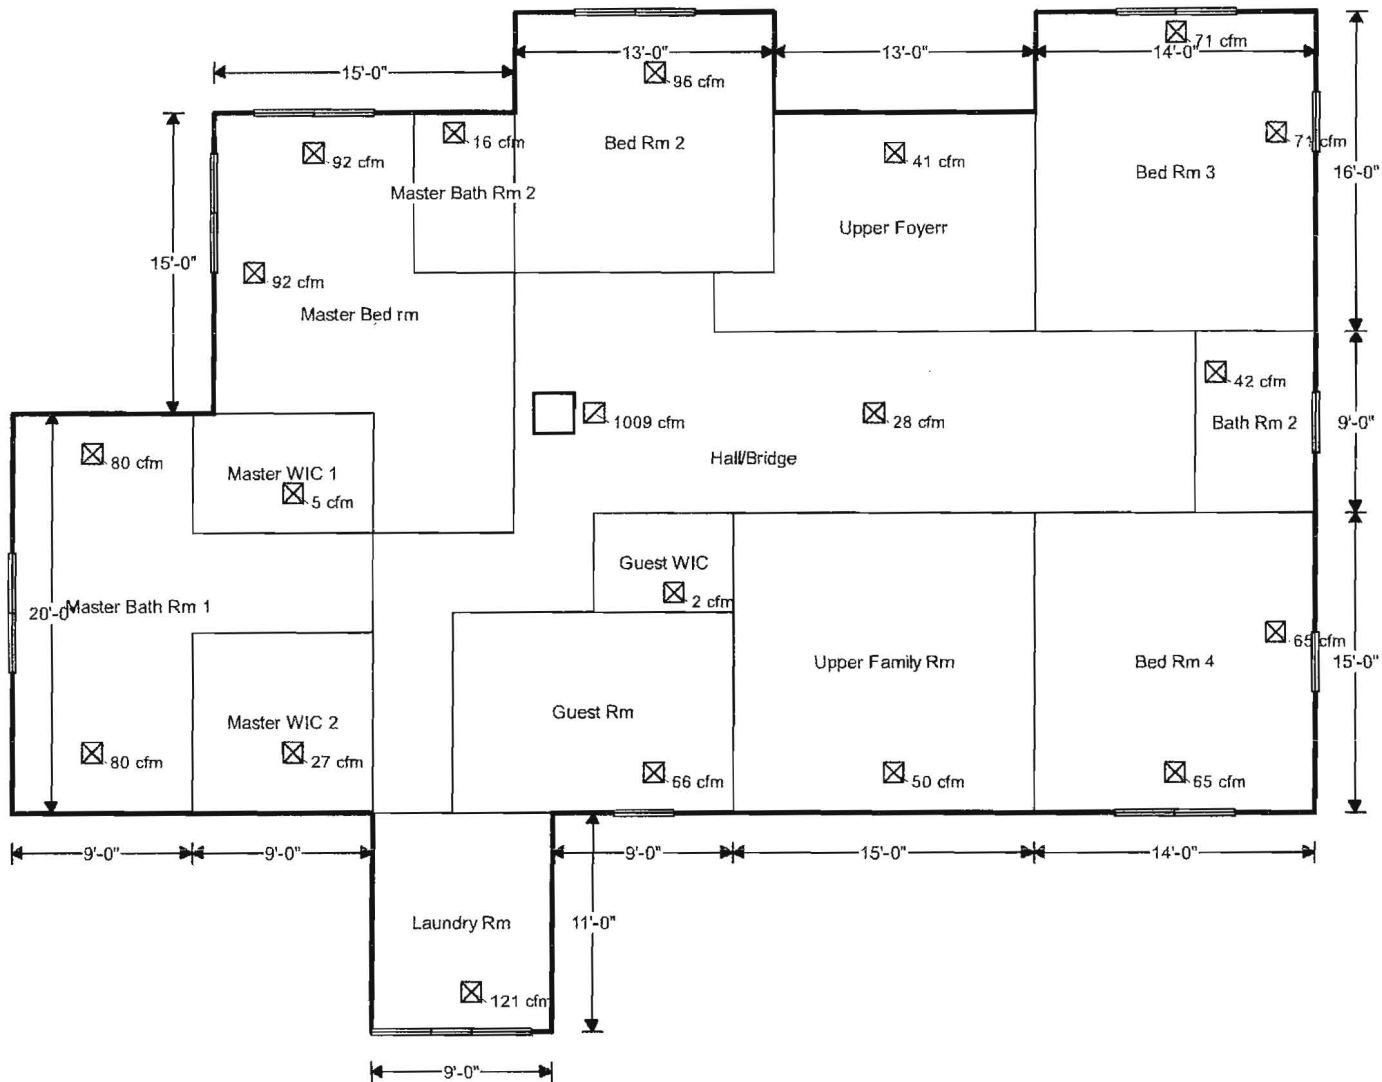 71 cfm
13'-0"
13'-0"
14'-0"
15'-0"
96 cfm
16 cfm
Bed Rm 2
71 cfm
92 cfm
41 cfm
Bed Rm 3
16'-0"
Master Bath Rm 2
Upper Foyerr
15'-0"
92 cfm
Master Bed rm
42 cfm
1009 cfm
28 cfm
Bath Rm 2
9'-0"
Hall/Bridge
80 cfm
Master WIC 1
5 cfm
Guest WIC
2 cfm
20'-0"
Master Bath Rm 1
65 cfm
Upper Family Rm
Bed Rm 4
15'-0"
Guest Rm
Master WIC 2
80 cfm
27 cfm
66 cfm
50 cfm
65 cfm
9'-0"
9'-0"
9'-0"
15'-0"
14'-0"
Laundry Rm
11'-0"
121 cfm
9'-0"